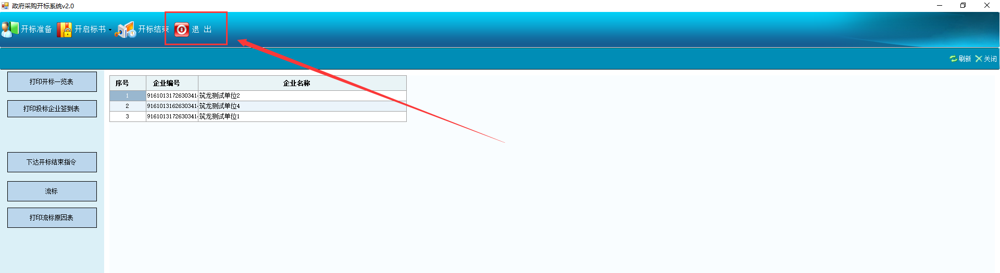 政府采购开标系统v2.0
开标准备 开启标书 开标结束 退 出
刷新 关闭
打印开标一览表
打印投标企业签到表
下达开标结束指令
流标
打印流标原因表
序号 企业编号 企业名称
1 9161013172630341 筑龙测试单位2
2 9161013162630341 筑龙测试单位4
3 9161013172630341 筑龙测试单位1